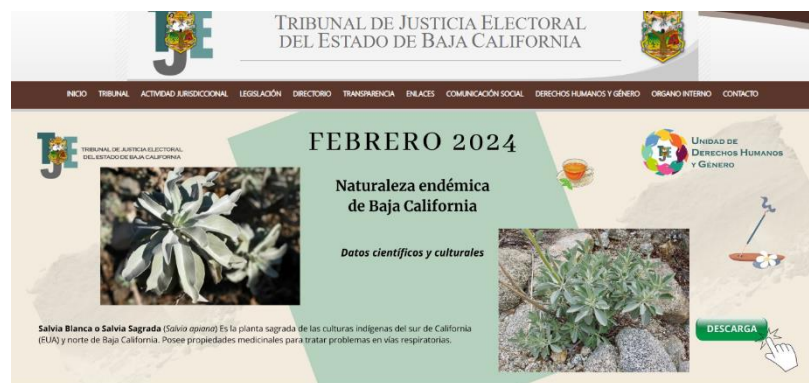 TRIBUNAL DE JUSTICIA ELECTORAL
DEL ESTADO DE BAJA CALIFORNIA
INICIO TRIBUNAL ACTIVIDAD JURISDICCIONAL LEGISLACIÓN DIRECTORIO TRANSPARENCIA ENLACES COMUNICACIÓN SOCIAL DERECHOS HUMANOS Y GÉNERO ORGANO INTERNO CONTACTO
TJE
TRIBUNAL DE JUSTICIA ELECTORAL
DEL ESTADO DE BAJA CALIFORNIA
FEBRERO 2024
UNIDAD DE
DERECHOS HUMANOS
Y GÉNERO
Naturaleza endémica
de Baja California
Datos científicos y culturales
Salvia Blanca o Salvia Sagrada (Salvia apiana) Es la planta sagrada de las culturas indígenas del sur de California
(EUA) y norte de Baja California. Posee propiedades medicinales para tratar problemas en vías respiratorias.
DESCARGA